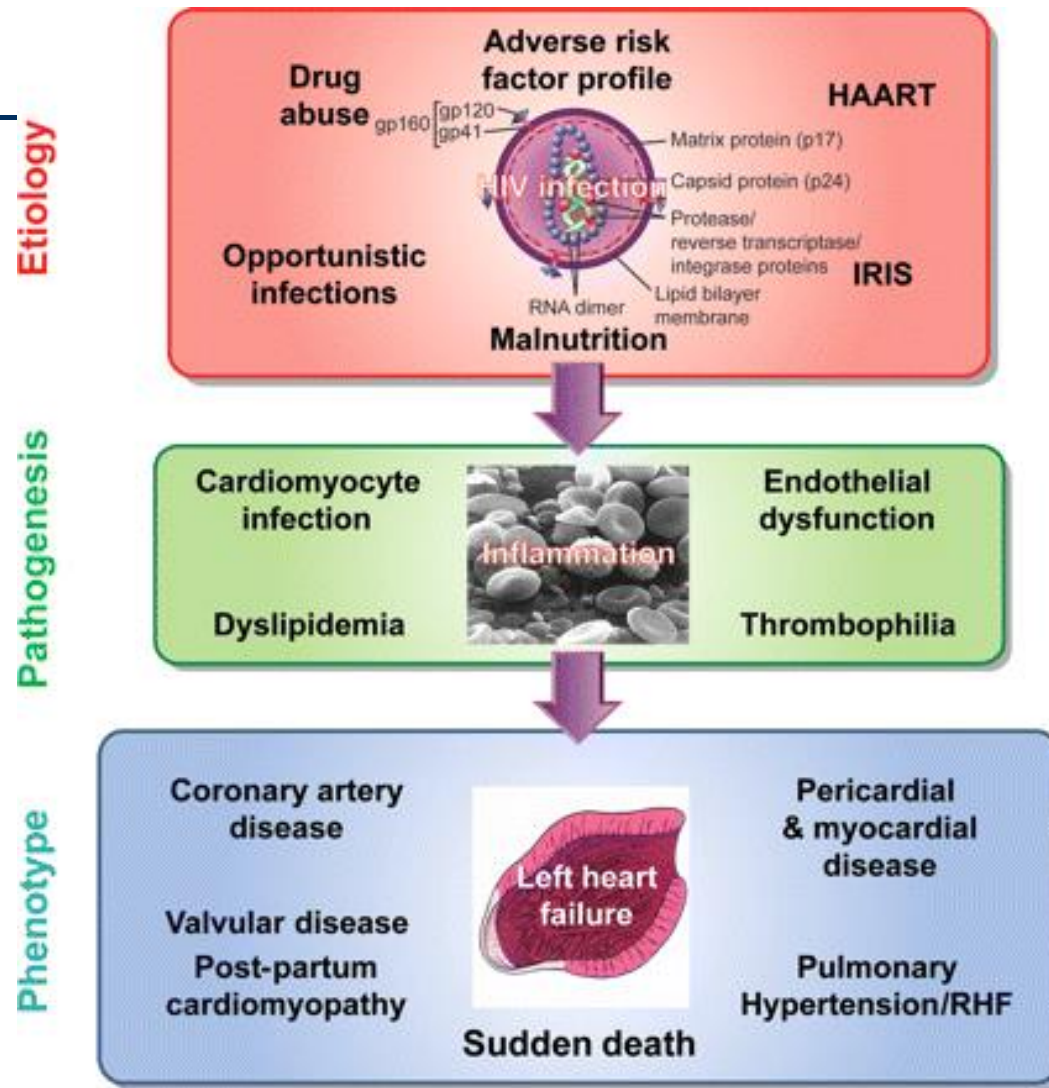 Etiology
Adverse risk
factor profile
Drug
abuse
HAART
gp160
gp120
gp41
Matrix protein (p17)
HIV infection
Capsid protein (p24)
Protease/
reverse transcriptase/
integrase proteins
Opportunistic
infections
IRIS
RNA dimer
Lipid bilayer
membrane
Malnutrition
Pathogenesis
Cardiomyocyte
infection
Inflammation
Endothelial
dysfunction
Dyslipidemia
Thrombophilia
Phenotype
Coronary artery
disease
Pericardial
& myocardial
disease
Left heart
failure
Valvular disease
Post-partum
cardiomyopathy
Pulmonary
Hypertension/RHF
Sudden death